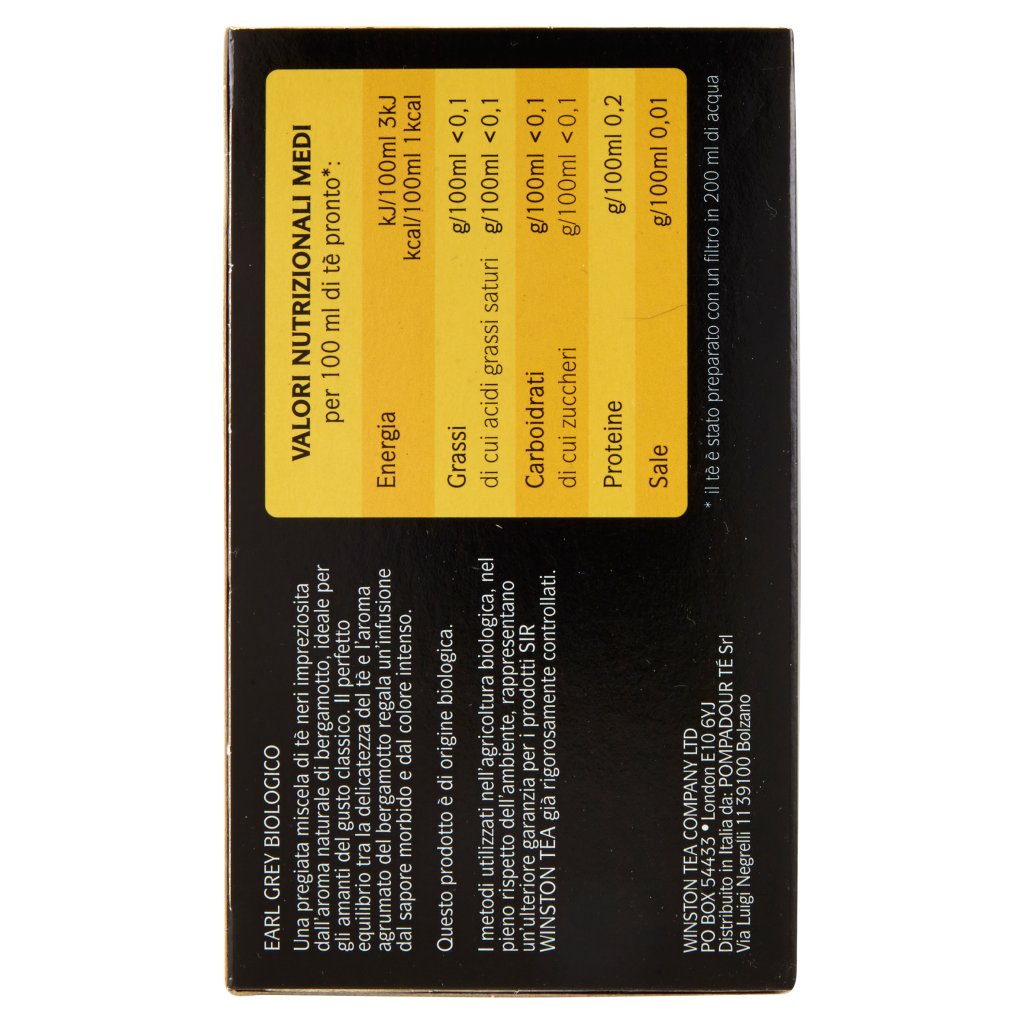 EARL GREY BIOLOGICO
Una pregiata miscela di tè neri impreziosita
dall'aroma naturale di bergamotto, ideale per
gli amanti del gusto classico. Il perfetto
equilibrio tra la delicatezza del tè e l'aroma
agrumato del bergamotto regala un'infusione
dal sapore morbido e dal colore intenso.
Questo prodotto è di origine biologica.
I metodi utilizzati nell'agricoltura biologica, nel
pieno rispetto dell'ambiente, rappresentano
un'ulteriore garanzia per i prodotti SIR
WINSTON TEA già rigorosamente controllati.
WINSTON TEA COMPANY LTD
PO BOX 54433 • London E10 6YJ
Distribuito in Italia da: POMPADOUR TÈ Srl
Via Luigi Negrelli 11 39100 Bolzano
VALORI NUTRIZIONALI MEDI
per 100 ml di tè pronto*:
Energia kJ/100ml 3kJ
kcal/100ml 1kcal
Grassi g/100ml < 0,1
di cui acidi grassi saturi g/100ml < 0,1
Carboidrati g/100ml < 0,1
di cui zuccheri g/100ml < 0,1
Proteine g/100ml 0,2
Sale g/100ml 0,01
* il tè è stato preparato con un filtro in 200 ml di acqua